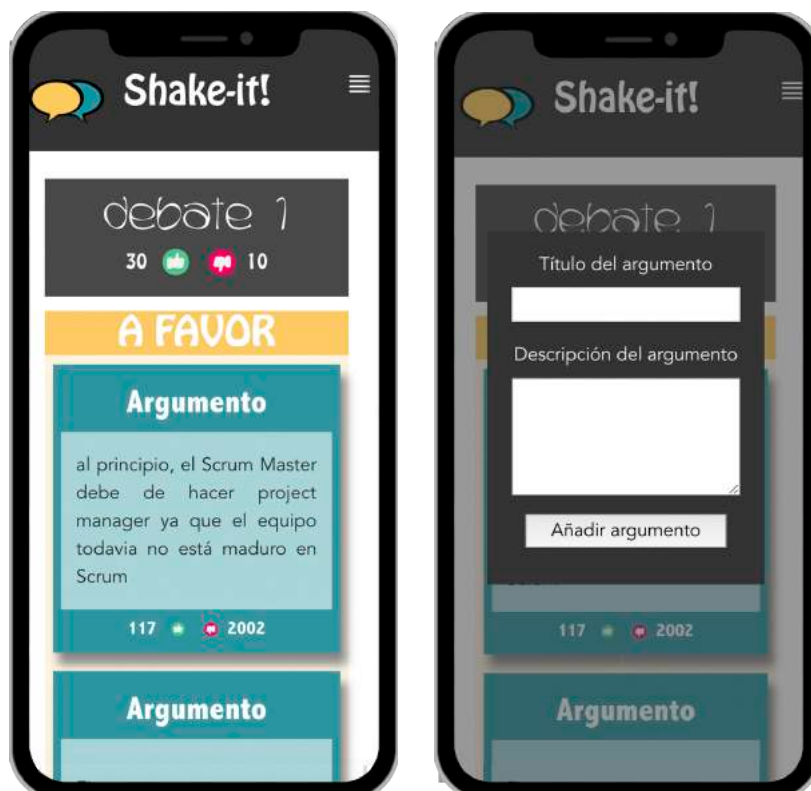 Shake-it!
debate 1
30 10
A FAVOR
Argumento
al principio, el Scrum Master
debe de hacer project
manager ya que el equipo
todavia no está maduro en
Scrum
117 2002
Argumento
Shake-it!
debate 1
Título del argumento
Descripción del argumento
Añadir argumento
117 2002
Argumento